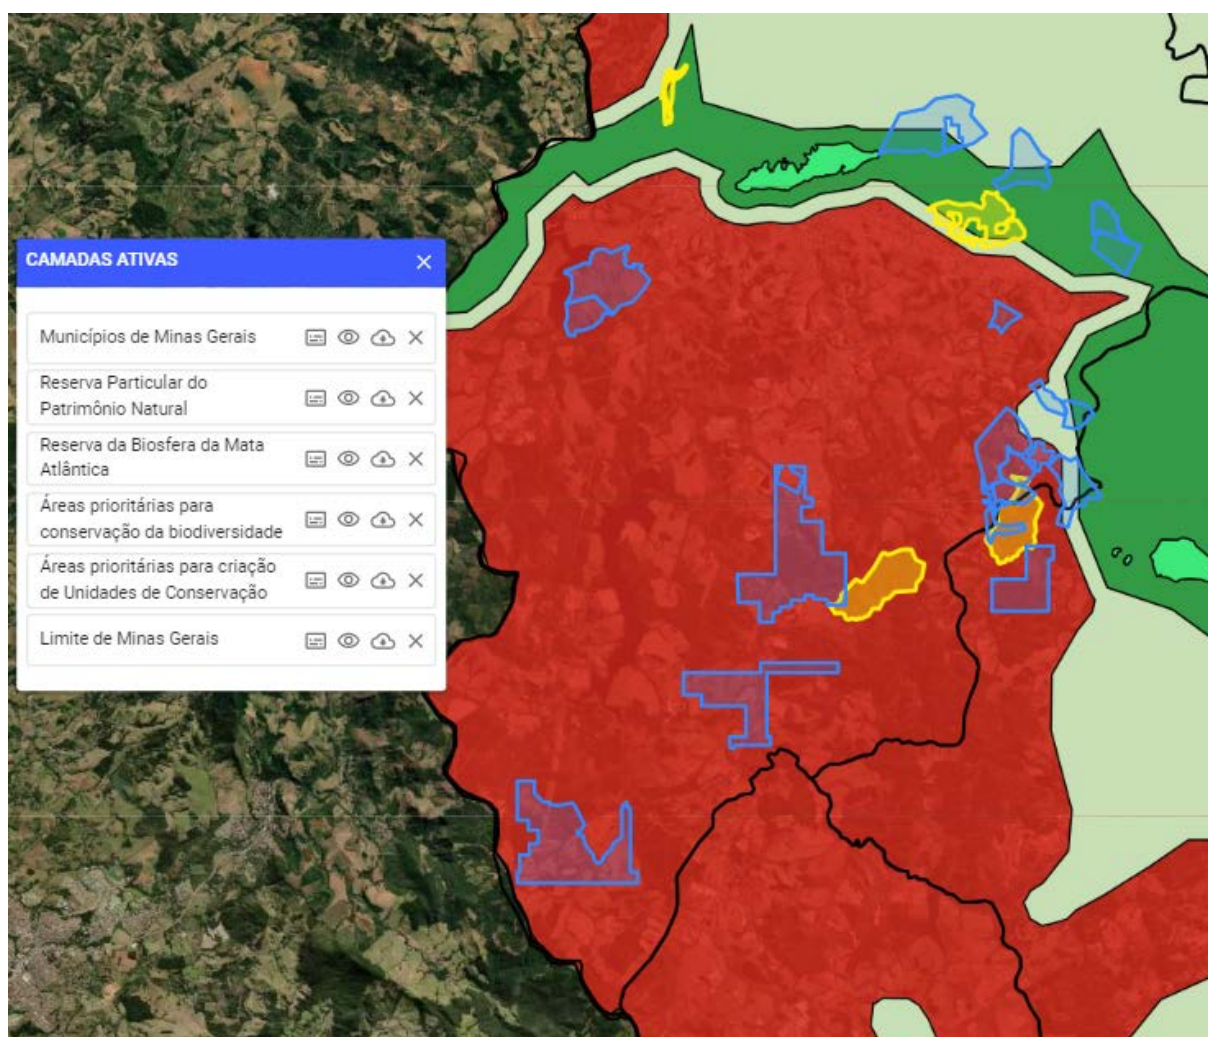 CAMADAS ATIVAS
Municípios de Minas Gerais
Reserva Particular do
Patrimônio Natural
Reserva da Biosfera da Mata
Atlântica
Áreas prioritárias para
conservação da biodiversidade
Áreas prioritárias para criação
de Unidades de Conservação
Limite de Minas Gerais